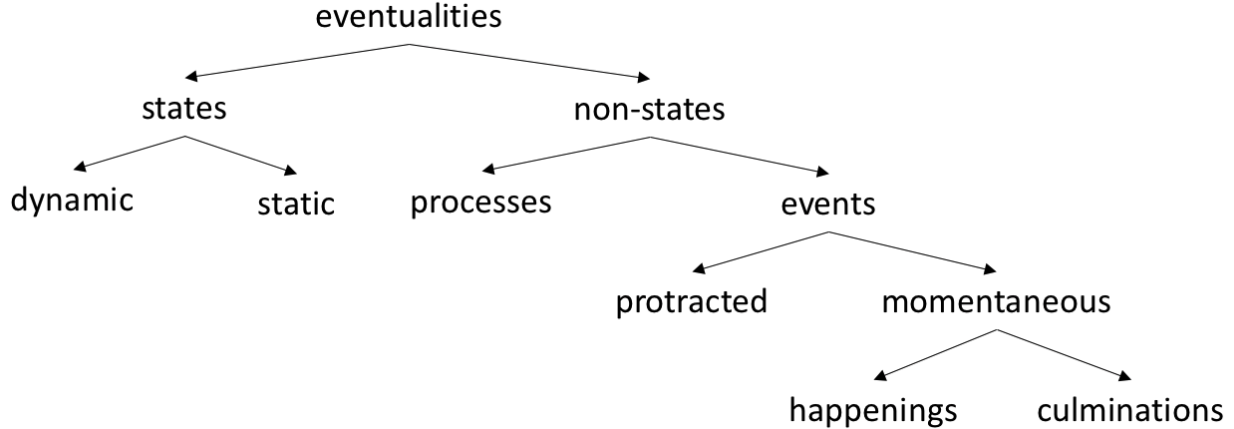 eventualities
states non-states
dynamic static processes events
protracted momentaneous
happenings culminations